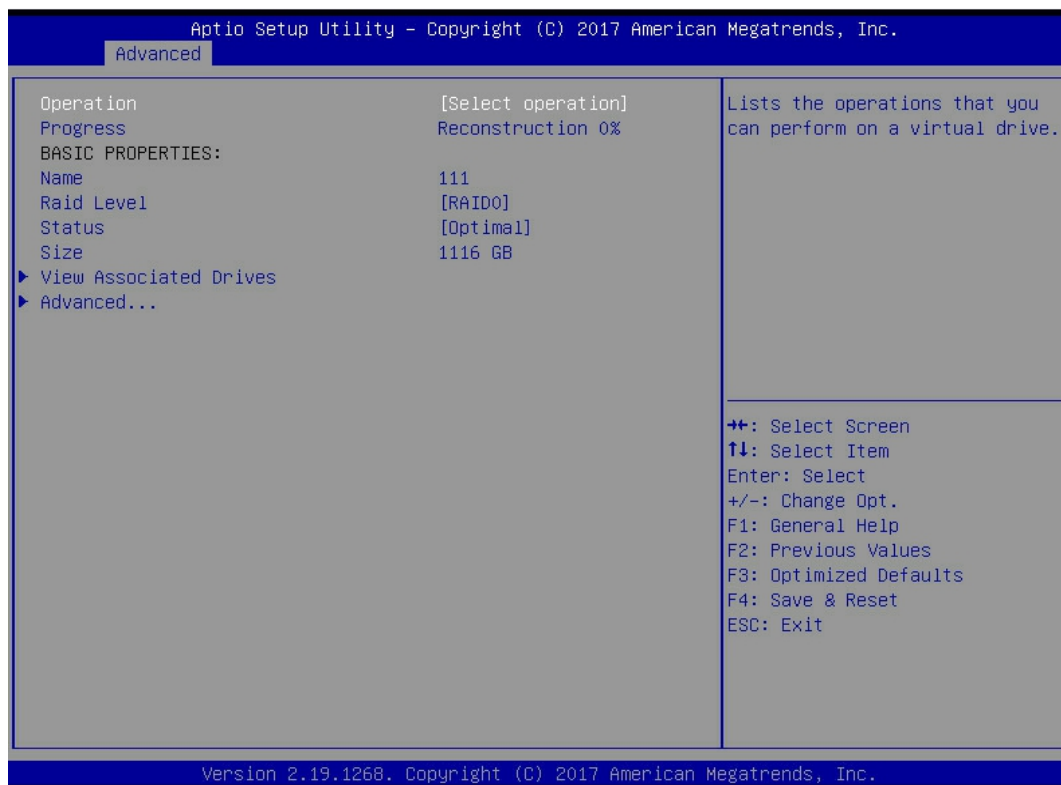 Aptio Setup Utility – Copyright (C) 2017 American Megatrends, Inc.
Advanced
Operation [Select operation]
Progress Reconstruction 0%
BASIC PROPERTIES:
Name 111
Raid Level [RAID0]
Status [Optimal]
Size 1116 GB
▶ View Associated Drives
▶ Advanced...
Lists the operations that you
can perform on a virtual drive.
→←: Select Screen
↑↓: Select Item
Enter: Select
+/-: Change Opt.
F1: General Help
F2: Previous Values
F3: Optimized Defaults
F4: Save & Reset
ESC: Exit
Version 2.19.1268. Copyright (C) 2017 American Megatrends, Inc.